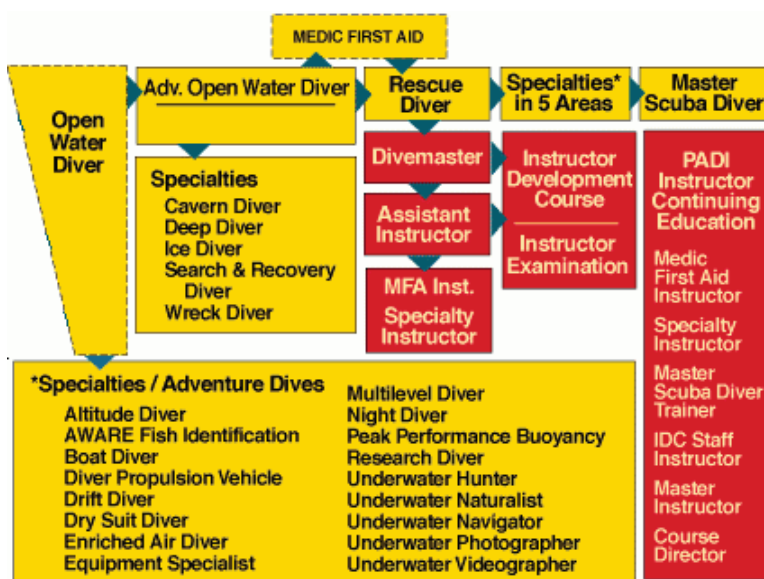 MEDIC FIRST AID
Open
Water
Diver
Adv. Open Water Diver
Rescue
Diver
Specialties*
in 5 Areas
Master
Scuba Diver
Specialties
Cavern Diver
Deep Diver
Ice Diver
Search & Recovery
Diver
Wreck Diver
Divemaster
Assistant
Instructor
MFA Inst.
Specialty
Instructor
Instructor
Development
Course
Instructor
Examination
PADI
Instructor
Continuing
Education
Medic
First Aid
Instructor
Specialty
Instructor
Master
Scuba Diver
Trainer
IDC Staff
Instructor
Master
Instructor
Course
Director
*Specialties / Adventure Dives
Altitude Diver
AWARE Fish Identification
Boat Diver
Diver Propulsion Vehicle
Drift Diver
Dry Suit Diver
Enriched Air Diver
Equipment Specialist
Multilevel Diver
Night Diver
Peak Performance Buoyancy
Research Diver
Underwater Hunter
Underwater Naturalist
Underwater Navigator
Underwater Photographer
Underwater Videographer